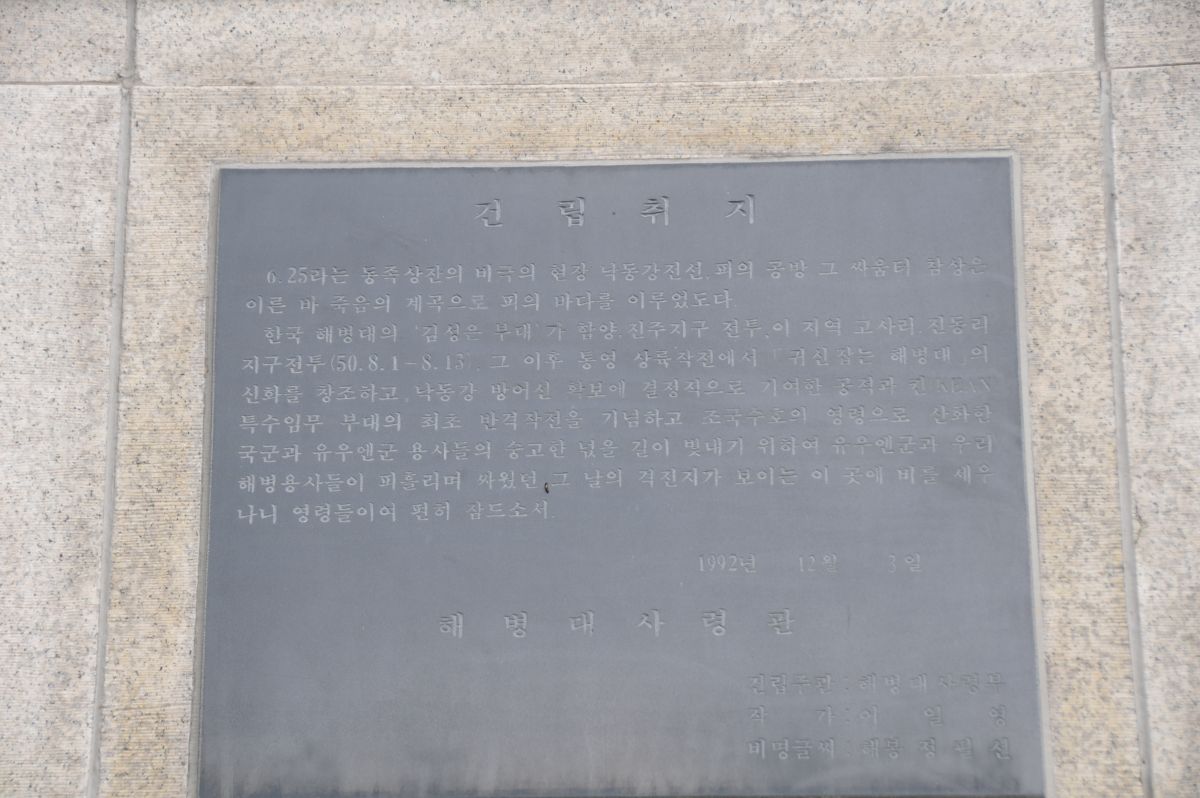 건 립 취 지
6.25라는 동족상잔의 비극의 현장 낙동강전선, 피의 공방 그 싸움터 참상은
이른 바 죽음의 계곡으로 피의 바다를 이루었도다.
한국 해병대의 '김성은 부대'가 함양, 진주지구 전투, 이 지역 고사리, 진동리
지구전투(50.8.1~8.13), 그 이후 통영 상륙작전에서 「귀신잡는 해병대」의
신화를 창조하고, 낙동강 방어선 확보에 결정적으로 기여한 공적과 킨(KEAN)
특수임무 부대의 최초 반격작전을 기념하고 조국수호의 영령으로 산화한
국군과 유우엔군 용사들의 숭고한 넋을 길이 빛내기 위하여 유우엔군과 우리
해병용사들이 피흘리며 싸웠던 그 날의 격전지가 보이는 이 곳에 비를 세우
나니 영령들이여 편히 잠드소서.
1992년 12월 3일
해 병 대 사 령 관
건립주관 : 해병대 사령부
작 가 : 이 일 영
비명글씨 : 해봉 정 필 선